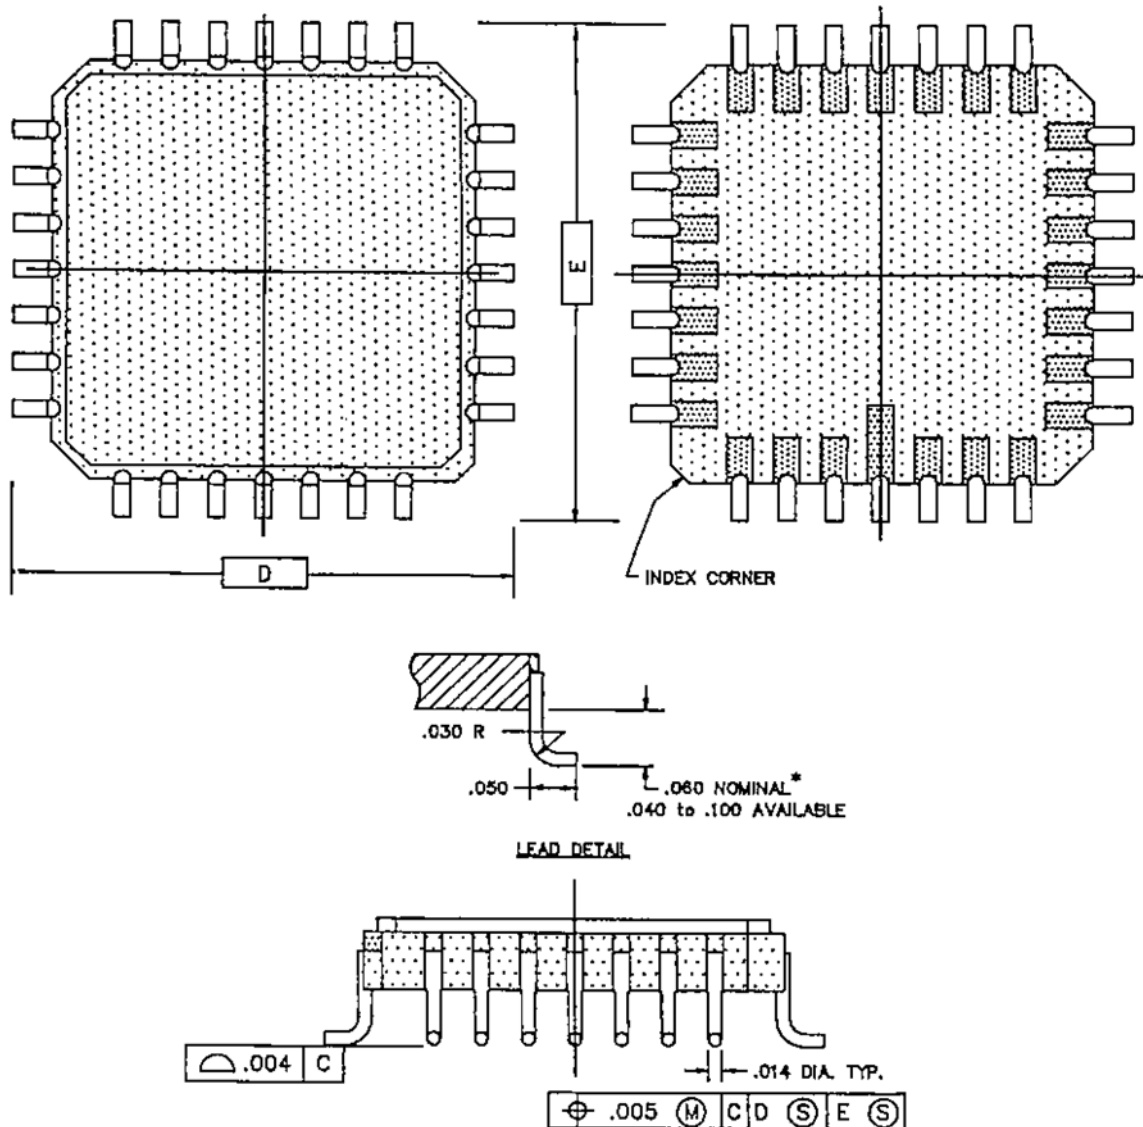 E
D
INDEX CORNER
.030 R
.050
.060 NOMINAL*
.040 to .100 AVAILABLE
LEAD DETAIL
.004 C
.014 DIA. TYP.
.005 Ⓜ C D Ⓢ E Ⓢ